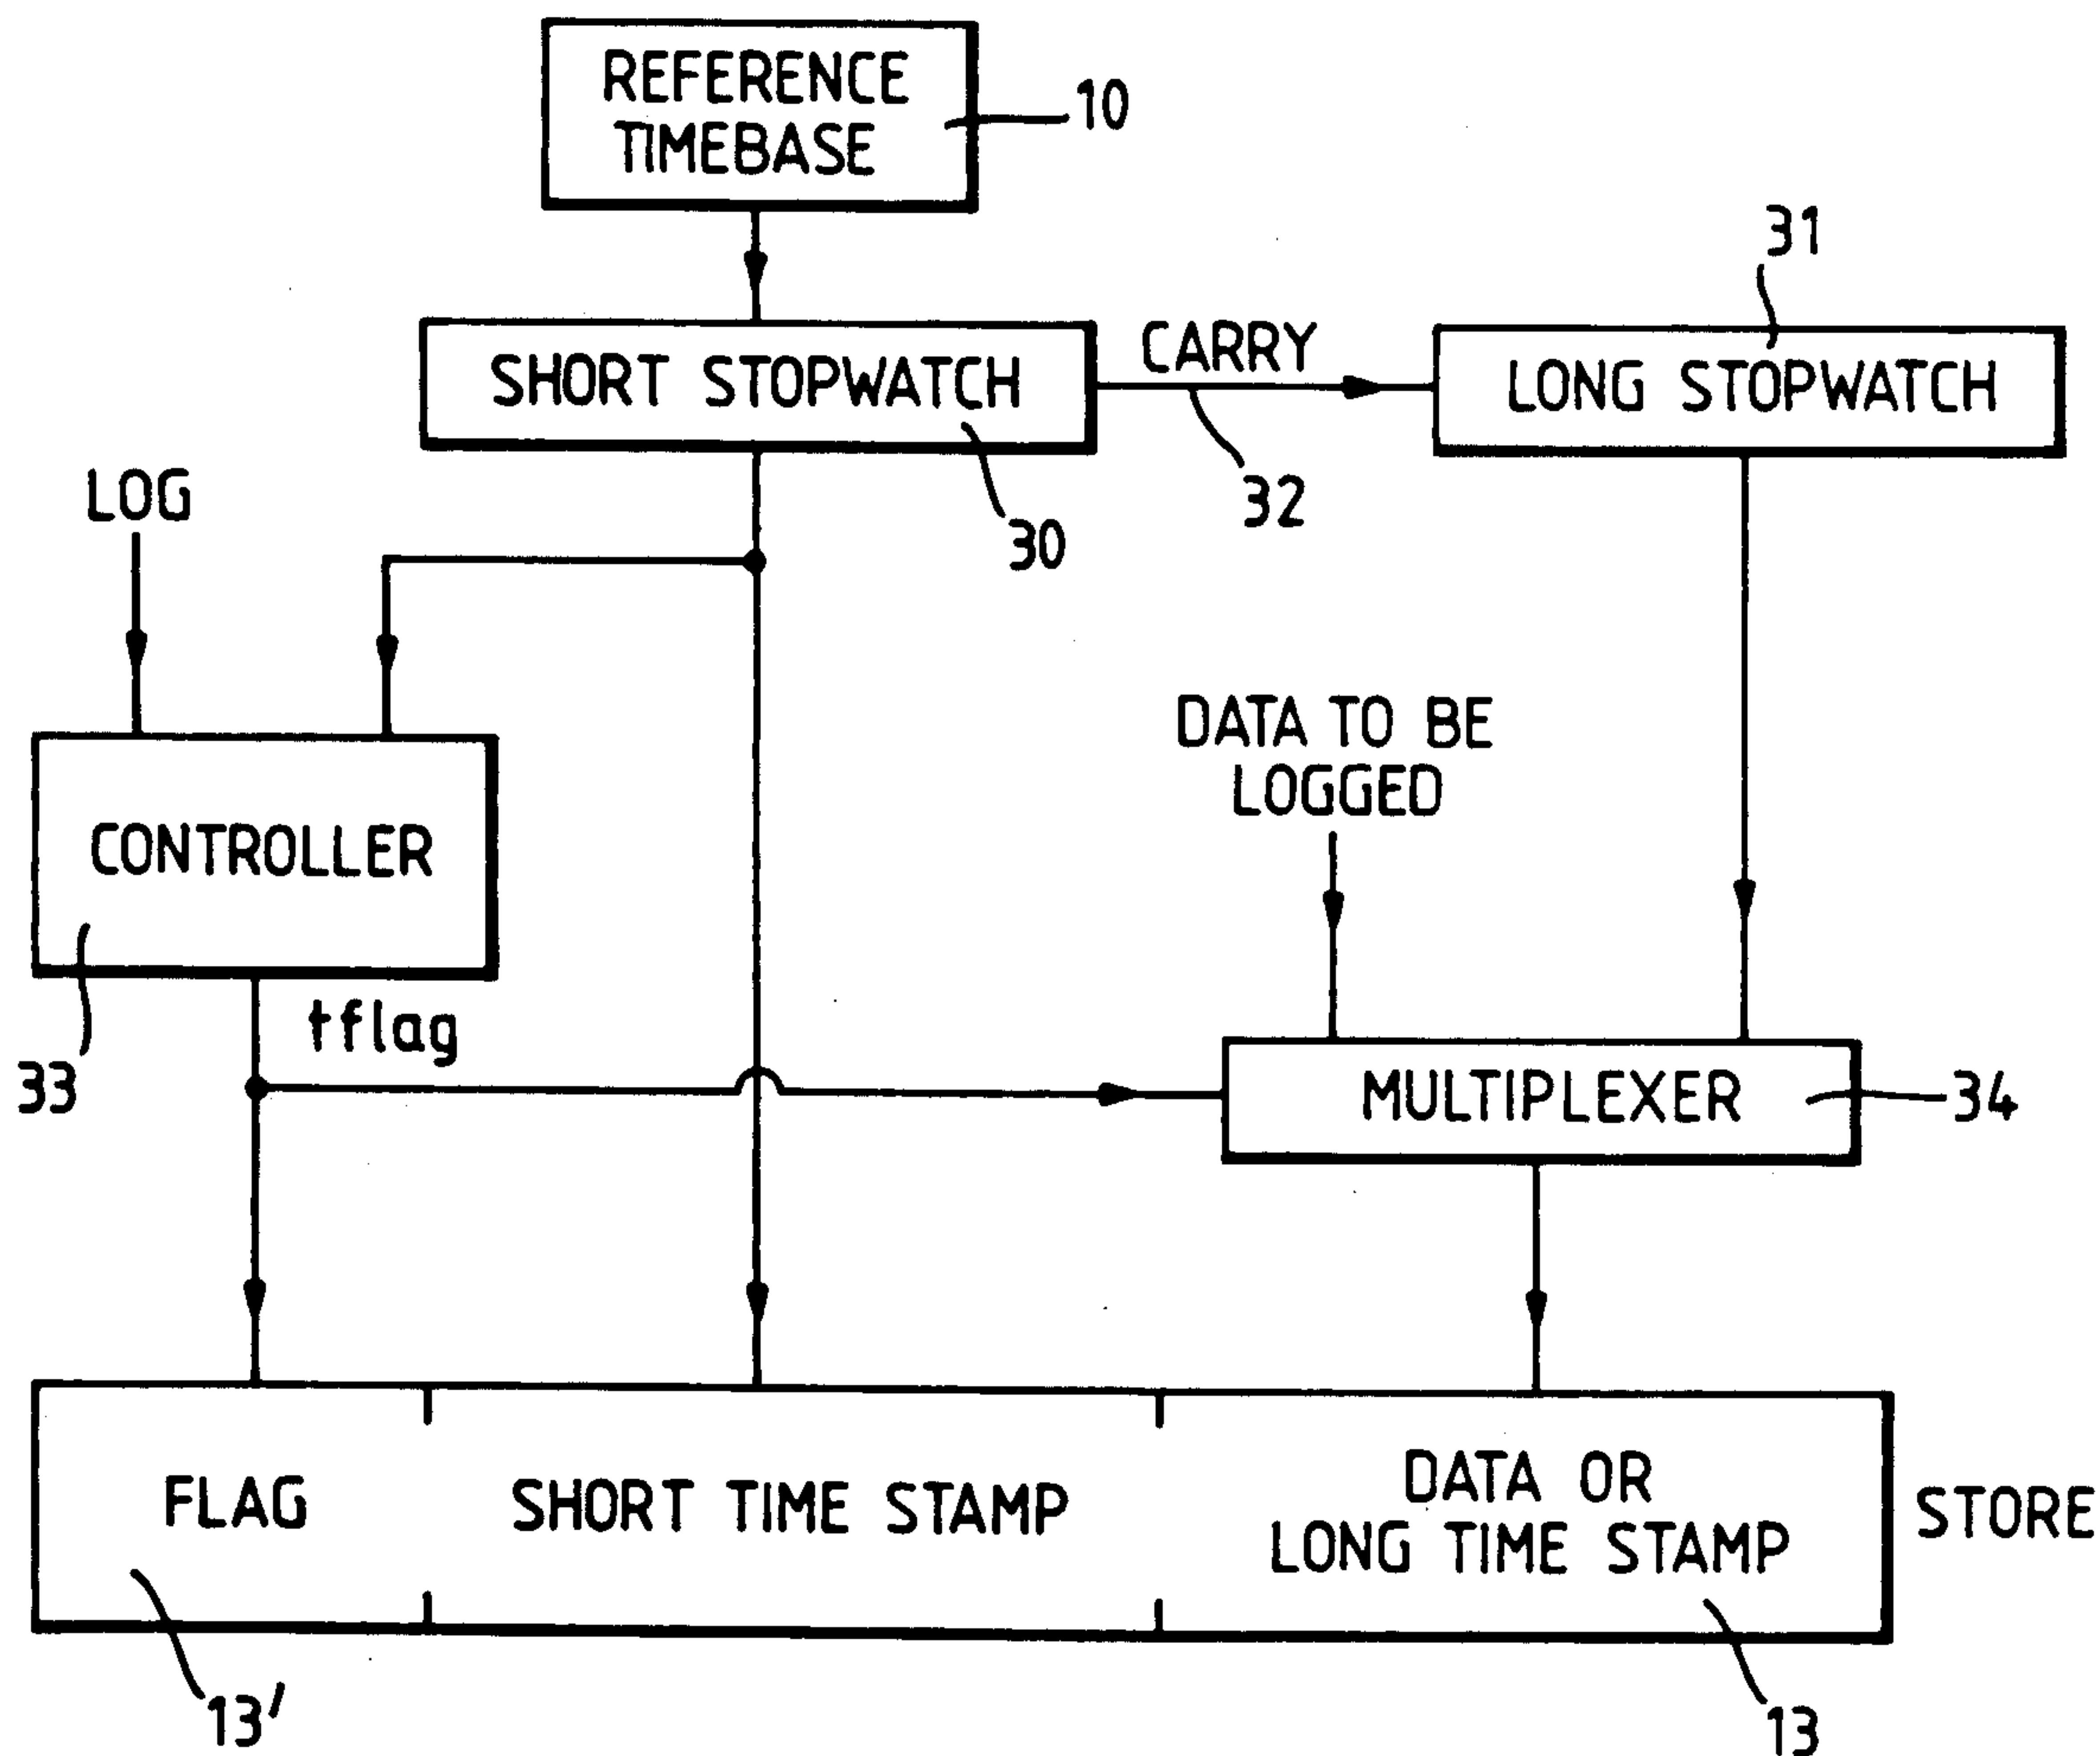 REFERENCE
TIMEBASE
10
31
SHORT STOPWATCH
CARRY
LONG STOPWATCH
LOG
32
30
DATA TO BE
LOGGED
CONTROLLER
tflag
33
MULTIPLEXER
34
FLAG
SHORT TIME STAMP
DATA OR
LONG TIME STAMP
STORE
13'
13